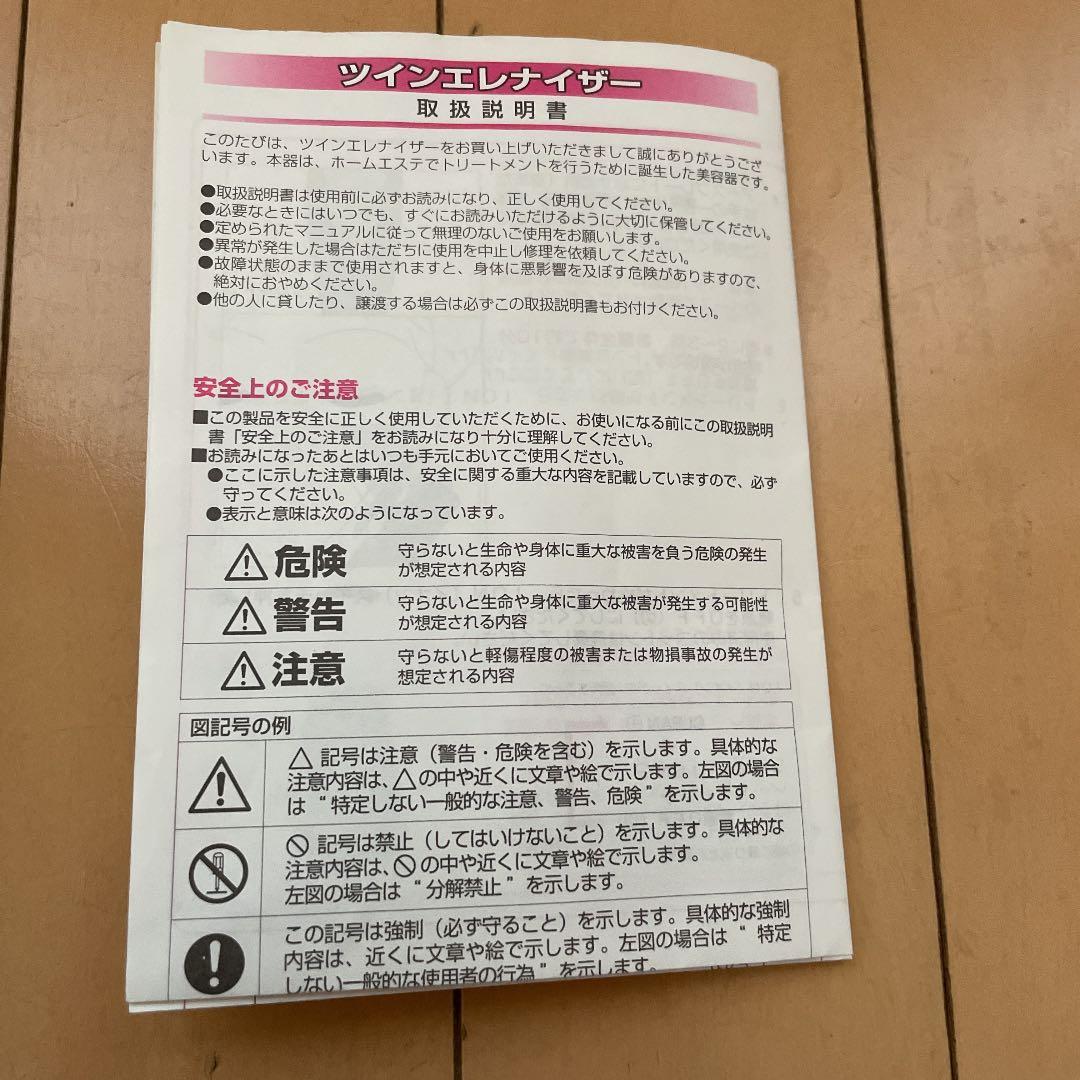 ツインエレナイザー
取扱説明書
このたびは、ツインエレナイザーをお買い上げいただきまして誠にありがとうござ
います。本器は、ホームエステでトリートメントを行うために誕生した美容器です。
●取扱説明書は使用前に必ずお読みになり、正しく使用してください。
●必要なときにはいつでも、すぐにお読みいただけるように大切に保管してください。
●定められたマニュアルに従って無理のないご使用をお願いします。
●異常が発生した場合はただちに使用を中止し修理を依頼してください。
●故障状態のままで使用されますと、身体に悪影響を及ぼす危険がありますので、
絶対におやめください。
●他の人に貸したり、譲渡する場合は必ずこの取扱説明書もお付けください。
安全上のご注意
■この製品を安全に正しく使用していただくために、お使いになる前にこの取扱説明
書「安全上のご注意」をお読みになり十分に理解してください。
■お読みになったあとはいつも手元においてご使用ください。
●ここに示した注意事項は、安全に関する重大な内容を記載していますので、必ず
守ってください。
●表示と意味は次のようになっています。
⚠危険
守らないと生命や身体に重大な被害を負う危険の発生
が想定される内容
⚠警告
守らないと生命や身体に重大な被害が発生する可能性
が想定される内容
⚠注意
守らないと軽傷程度の被害または物損事故の発生が
想定される内容
図記号の例
△ 記号は注意（警告・危険を含む）を示します。具体的な
注意内容は、△の中や近くに文章や絵で示します。左図の場合
は “特定しない一般的な注意、警告、危険” を示します。
🚫 記号は禁止（してはいけないこと）を示します。具体的な
注意内容は、🚫の中や近くに文章や絵で示します。
左図の場合は “分解禁止” を示します。
この記号は強制（必ず守ること）を示します。具体的な強制
内容は、近くに文章や絵で示します。左図の場合は “特定
しない一般的な使用者の行為” を示します。